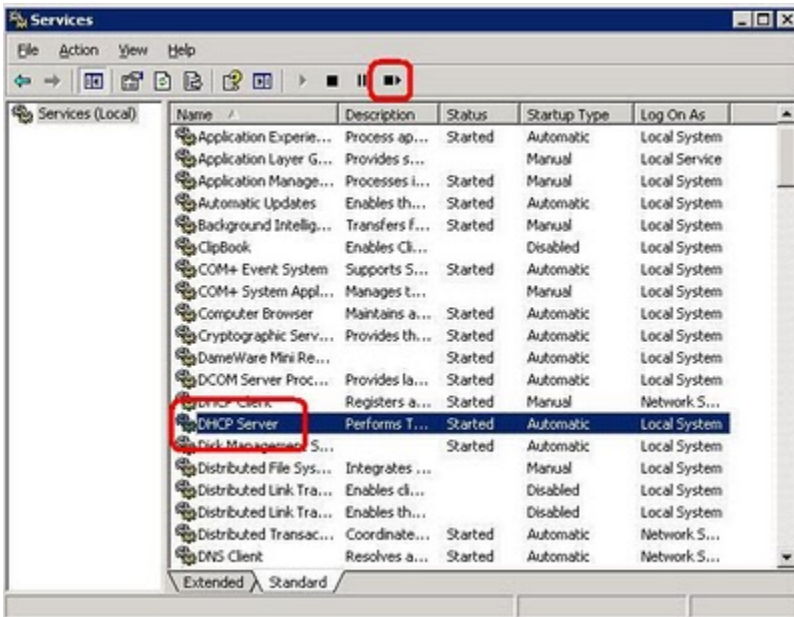 Services
File Action View Help
Services (Local)
Name Description Status Startup Type Log On As
Application Experie... Process ap... Started Automatic Local System
Application Layer G... Provides s... Manual Local Service
Application Manage... Processes i... Started Manual Local System
Automatic Updates Enables th... Started Automatic Local System
Background Intellig... Transfers f... Started Manual Local System
ClipBook Enables Cli... Disabled Local System
COM+ Event System Supports S... Started Automatic Local System
COM+ System Appl... Manages t... Manual Local System
Computer Browser Maintains a... Started Automatic Local System
Cryptographic Serv... Provides th... Started Automatic Local System
DameWare Mini Re... Started Automatic Local System
DCOM Server Proc... Provides la... Started Automatic Local System
DHCP Client Registers a... Started Manual Network S...
DHCP Server Performs T... Started Automatic Local System
Disk Management S... Started Automatic Local System
Distributed File Sys... Integrates ... Manual Local System
Distributed Link Tra... Enables cli... Disabled Local System
Distributed Link Tra... Enables th... Disabled Local System
Distributed Transac... Coordinate... Started Automatic Network S...
DNS Client Resolves a... Started Automatic Network S...
Extended Standard